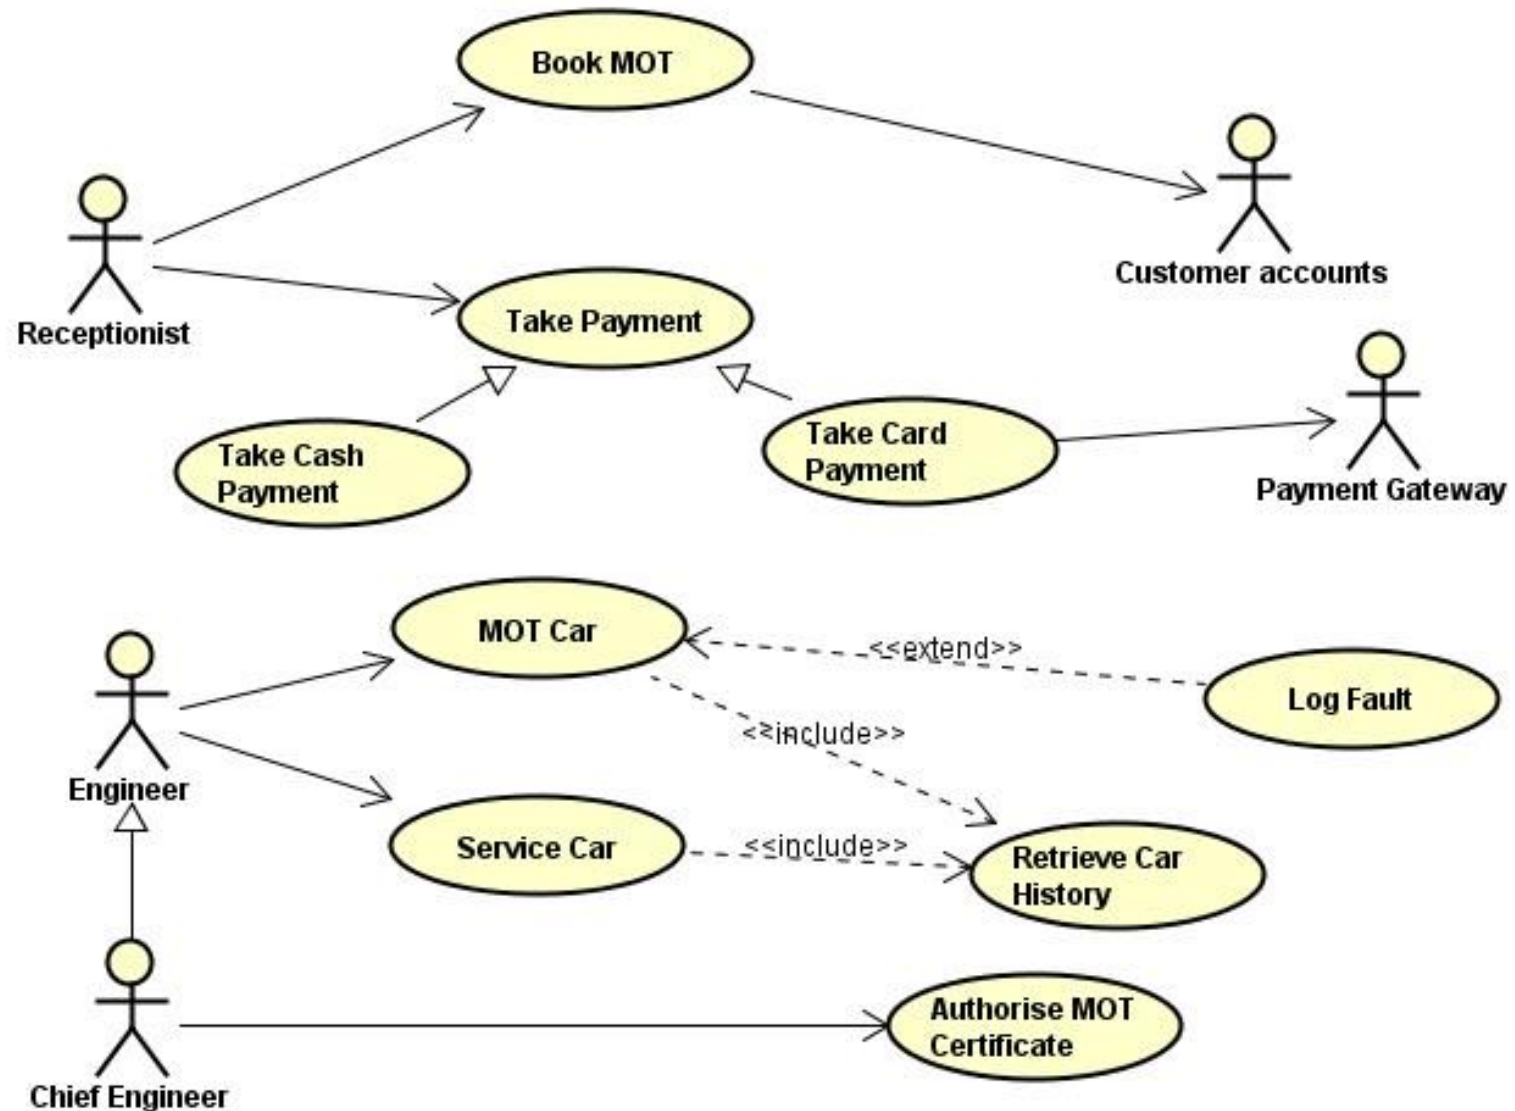 Book MOT
Customer accounts
Receptionist
Take Payment
Take Cash
Payment
Take Card
Payment
Payment Gateway
MOT Car
<<extend>>
Log Fault
<<include>>
Engineer
Service Car
<<include>>
Retrieve Car
History
Authorise MOT
Certificate
Chief Engineer